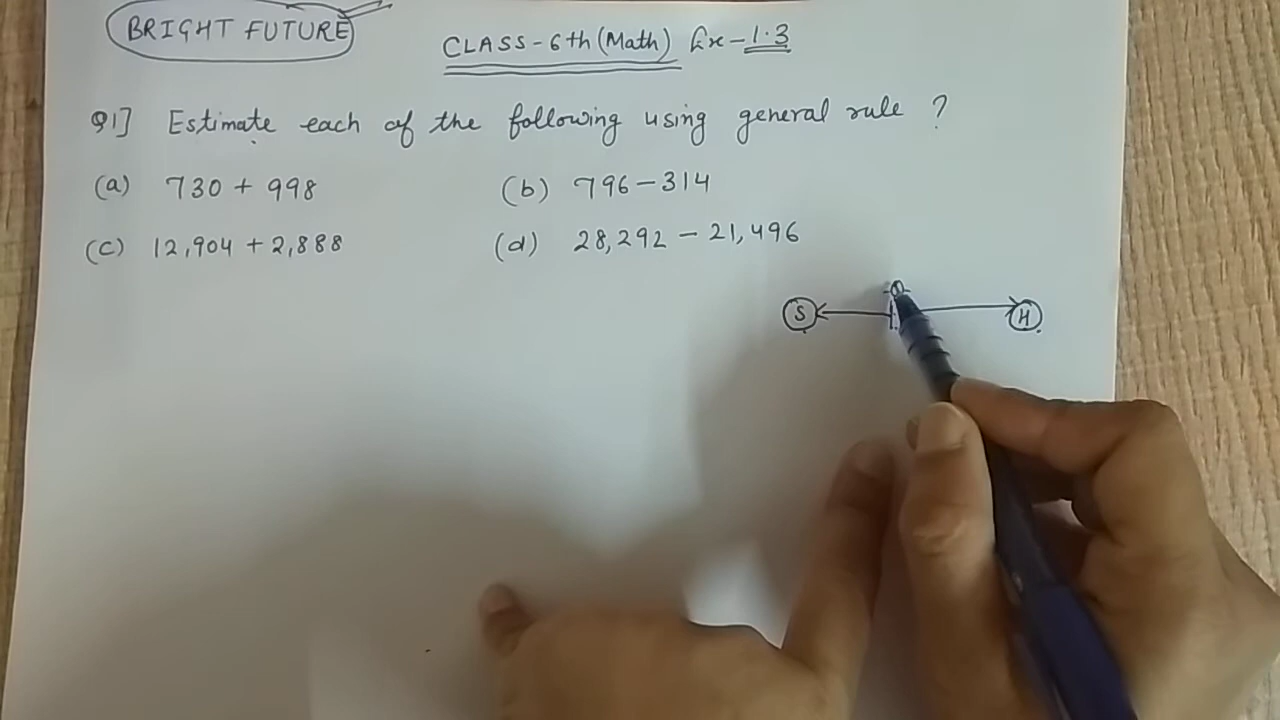 BRIGHT FUTURE
CLASS-6th (Math) Ex-1.3
Q1] Estimate each of the following using general rule ?
(a) 730 + 998 (b) 796 - 314
(c) 12,904 + 2,888 (d) 28,292 - 21,496
S H